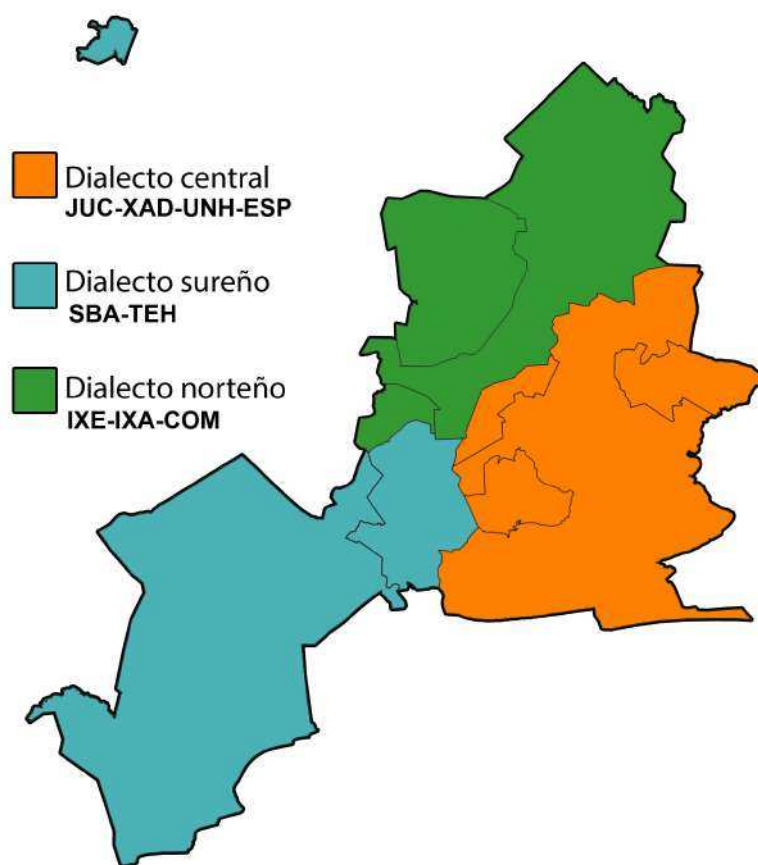 Dialecto central
JUC-XAD-UNH-ESP
Dialecto sureño
SBA-TEH
Dialecto norteño
IXE-IXA-COM